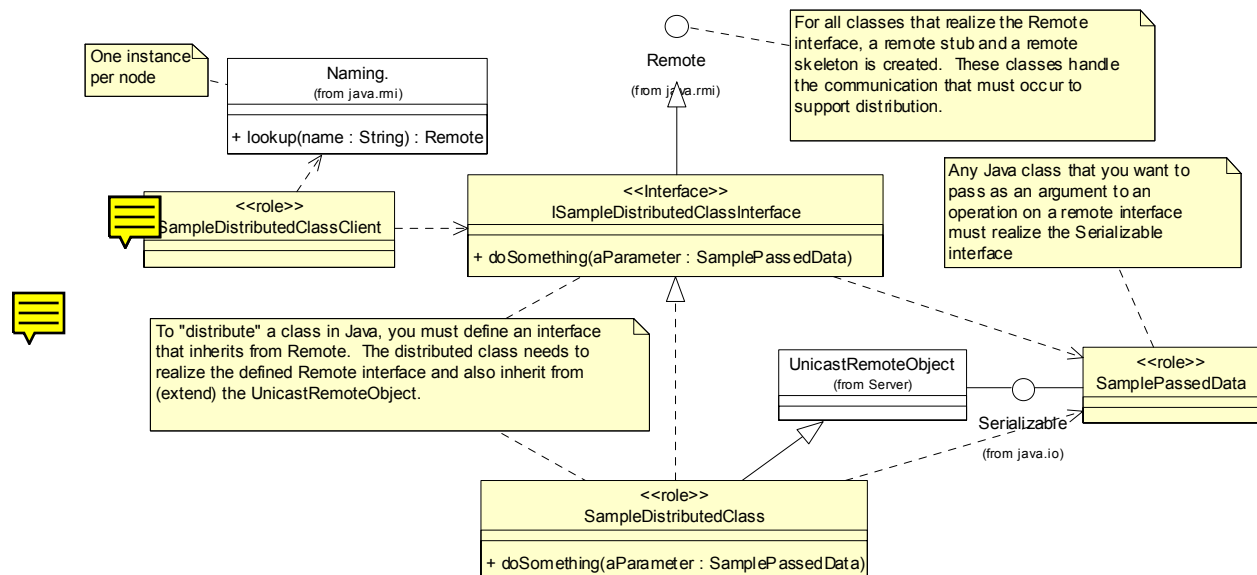 One instance
per node
Naming.
(from java.rmi)
+ lookup(name : String) : Remote
Remote
(from java.rmi)
For all classes that realize the Remote
interface, a remote stub and a remote
skeleton is created.  These classes handle
the communication that must occur to
support distribution.
<<role>>
SampleDistributedClassClient
<<Interface>>
ISampleDistributedClassInterface
+ doSomething(aParameter : SamplePassedData)
Any Java class that you want to
pass as an argument to an
operation on a remote interface
must realize the Serializable
interface
To "distribute" a class in Java, you must define an interface
that inherits from Remote.  The distributed class needs to
realize the defined Remote interface and also inherit from
(extend) the UnicastRemoteObject.
UnicastRemoteObject
(from Server)
Serializable
(from java.io)
<<role>>
SamplePassedData
<<role>>
SampleDistributedClass
+ doSomething(aParameter : SamplePassedData)